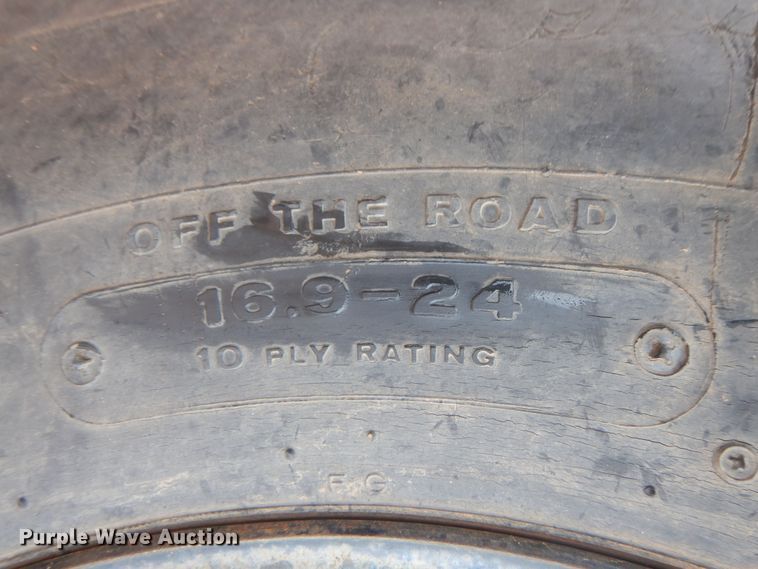 OFF THE ROAD
16.9-24
10 PLY RATING
F G
Purple Wave Auction